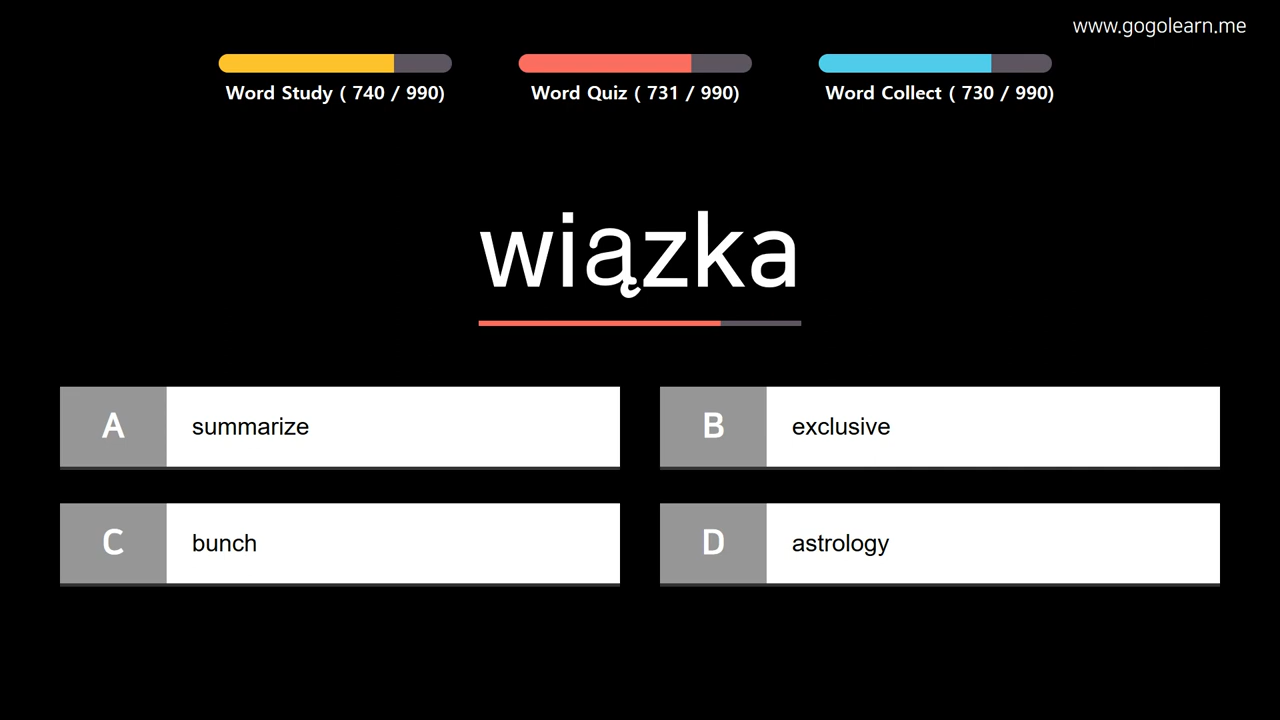 www.gogolearn.me
Word Study ( 740 / 990)
Word Quiz ( 731 / 990)
Word Collect ( 730 / 990)
wiązka
A summarize
B exclusive
C bunch
D astrology